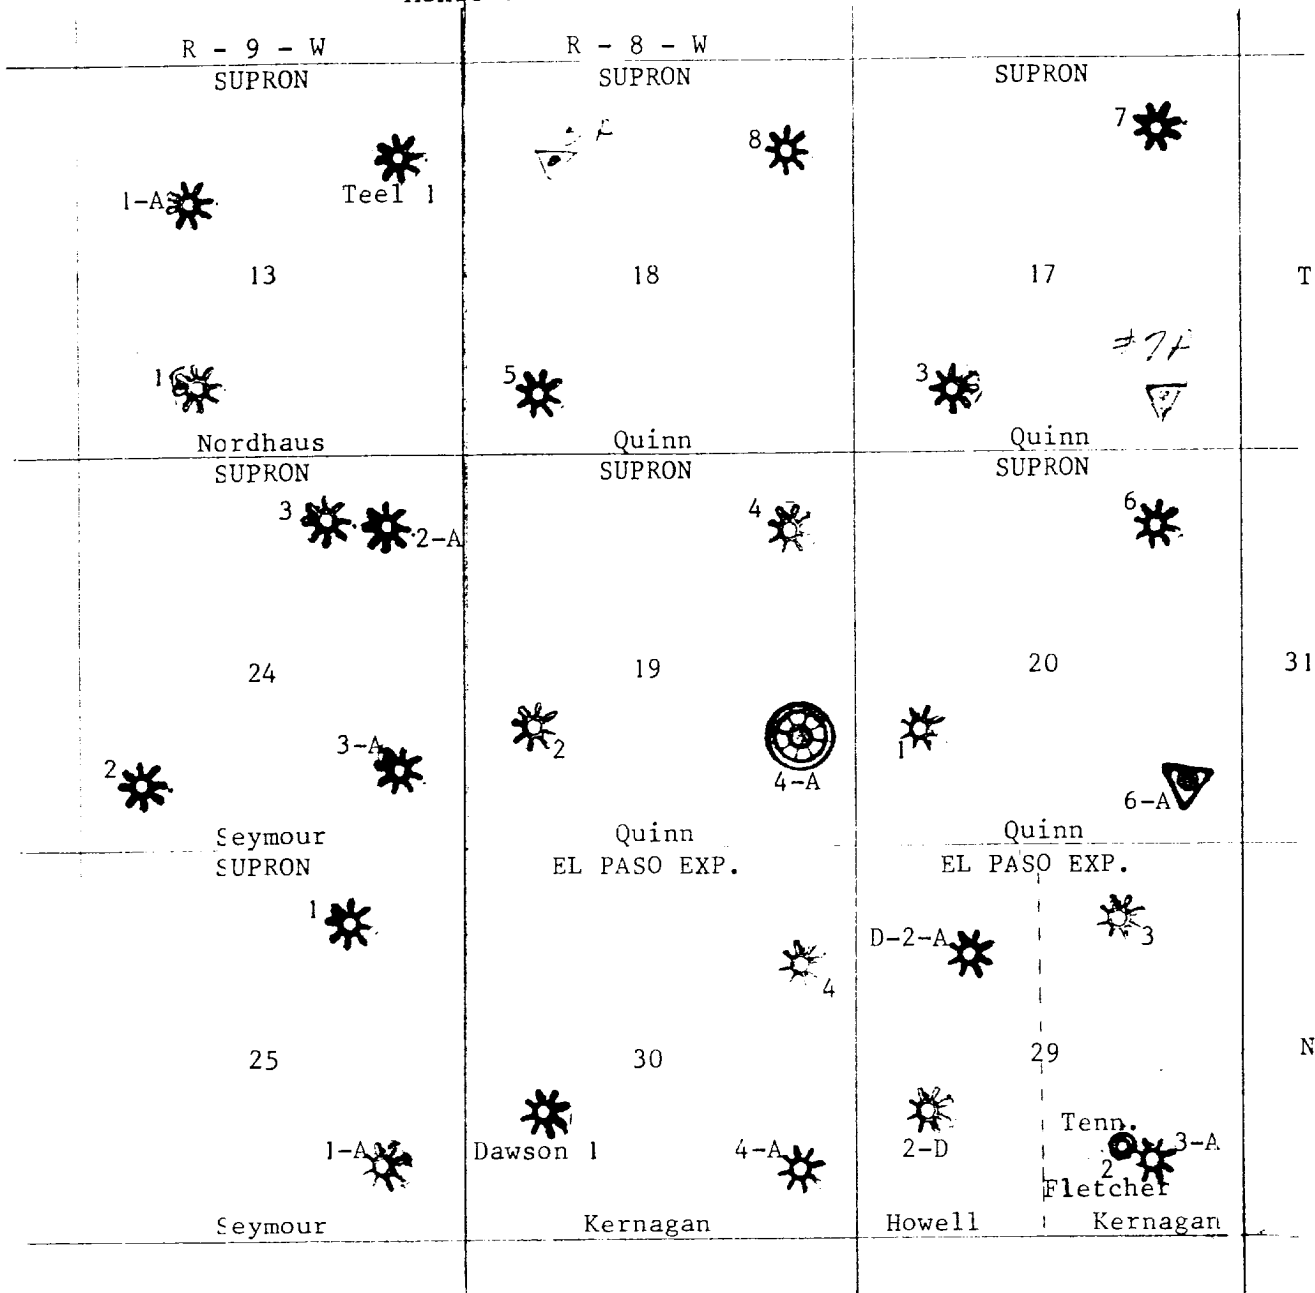 R - 9 - W R - 8 - W
SUPRON SUPRON SUPRON
7
8
1-A Teel 1
13 18 17 T
#7A
1 5 3
Nordhaus Quinn Quinn
SUPRON SUPRON SUPRON
3 2-A 4 6
24 19 20 31
2 3-A 2 4-A 1 6-A
Seymour Quinn Quinn
SUPRON EL PASO EXP. EL PASO EXP.
1 D-2-A 3
4
25 30 29 N
Tenn.
1-A Dawson 1 4-A 2-D 2 3-A
Fletcher
Seymour Kernagan Howell Kernagan